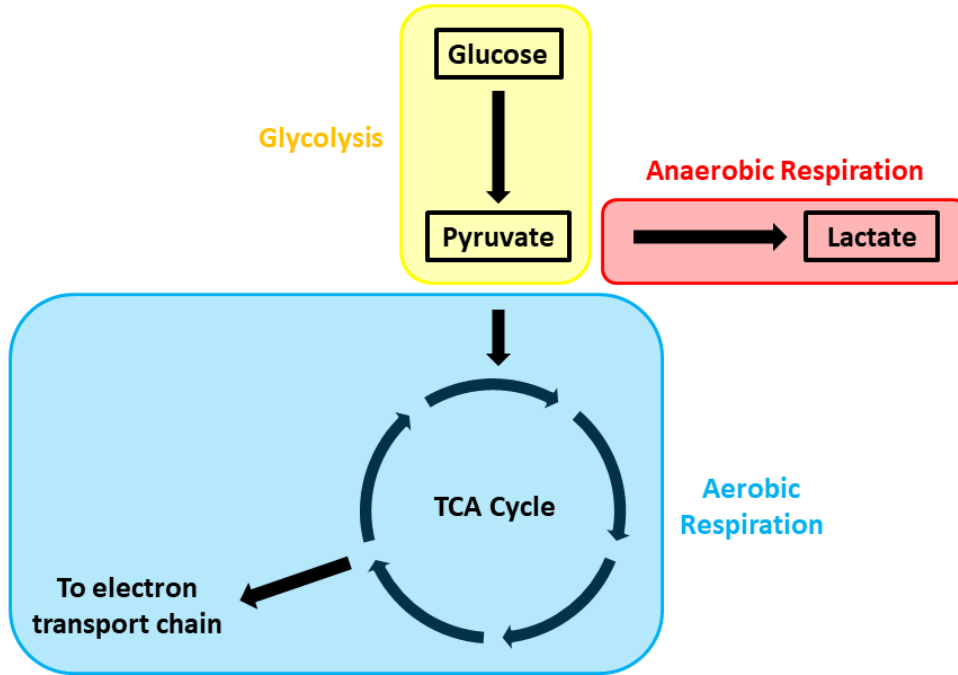 Glucose
Glycolysis
Anaerobic Respiration
Pyruvate
Lactate
TCA Cycle
Aerobic
Respiration
To electron
transport chain